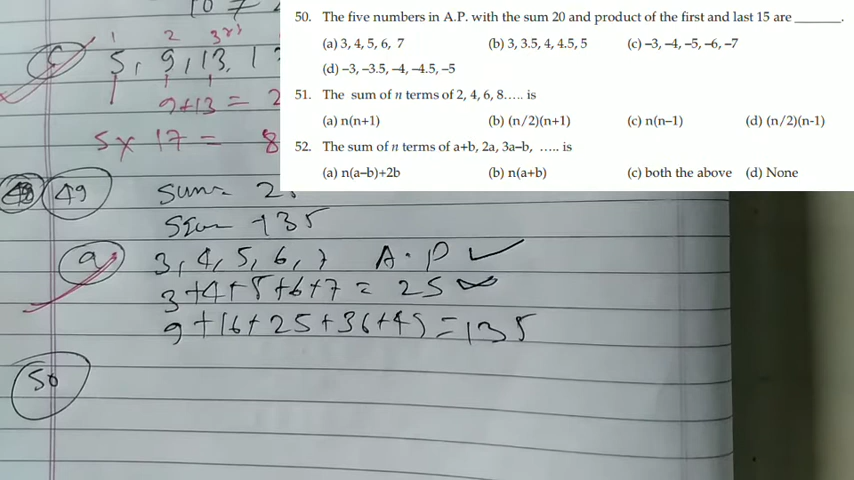 50. The five numbers in A.P. with the sum 20 and product of the first and last 15 are _______.
(a) 3, 4, 5, 6, 7 (b) 3, 3.5, 4, 4.5, 5 (c) –3, –4, –5, –6, –7
(d) –3, –3.5, –4, –4.5, –5
51. The sum of n terms of 2, 4, 6, 8….. is
(a) n(n+1) (b) (n/2)(n+1) (c) n(n–1) (d) (n/2)(n-1)
52. The sum of n terms of a+b, 2a, 3a–b, ….. is
(a) n(a–b)+2b (b) n(a+b) (c) both the above (d) None
1 2
c 5, 9, 13, 1
9+13 = 2
5 x 17 = 8
49 sum= 2
135
a 3, 4, 5, 6, 7 A.P
3+4+5+6+7 = 25
9+16+25+36+49 = 135
50